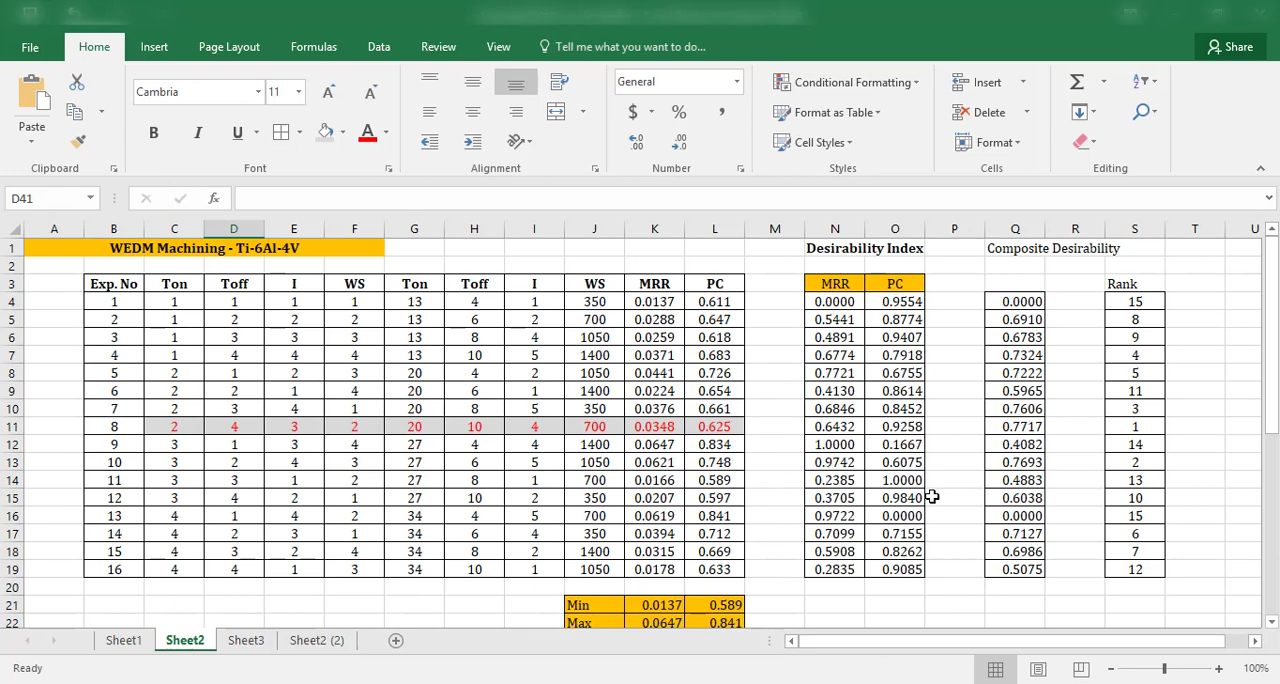 File Home Insert Page Layout Formulas Data Review View Tell me what you want to do... Share
Cambria 11 General Conditional Formatting Insert
Paste Format as Table Delete
B I U A $ % , Cell Styles Format
Clipboard Font Alignment Number Styles Cells Editing
D41 fx
A B C D E F G H I J K L M N O P Q R S T U
1 WEDM Machining - Ti-6Al-4V Desirability Index Composite Desirability
2
3 Exp. No Ton Toff I WS Ton Toff I WS MRR PC MRR PC Rank
4 1 1 1 1 1 13 4 1 350 0.0137 0.611 0.0000 0.9554 0.0000 15
5 2 1 2 2 2 13 6 2 700 0.0288 0.647 0.5441 0.8774 0.6910 8
6 3 1 3 3 3 13 8 4 1050 0.0259 0.618 0.4891 0.9407 0.6783 9
7 4 1 4 4 4 13 10 5 1400 0.0371 0.683 0.6774 0.7918 0.7324 4
8 5 2 1 2 3 20 4 2 1050 0.0441 0.726 0.7721 0.6755 0.7222 5
9 6 2 2 1 4 20 6 1 1400 0.0224 0.654 0.4130 0.8614 0.5965 11
10 7 2 3 4 1 20 8 5 350 0.0376 0.661 0.6846 0.8452 0.7606 3
11 8 2 4 3 2 20 10 4 700 0.0348 0.625 0.6432 0.9258 0.7717 1
12 9 3 1 3 4 27 4 4 1400 0.0647 0.834 1.0000 0.1667 0.4082 14
13 10 3 2 4 3 27 6 5 1050 0.0621 0.748 0.9742 0.6075 0.7693 2
14 11 3 3 1 2 27 8 1 700 0.0166 0.589 0.2385 1.0000 0.4883 13
15 12 3 4 2 1 27 10 2 350 0.0207 0.597 0.3705 0.9840 0.6038 10
16 13 4 1 4 2 34 4 5 700 0.0619 0.841 0.9722 0.0000 0.0000 15
17 14 4 2 3 1 34 6 4 350 0.0394 0.712 0.7099 0.7155 0.7127 6
18 15 4 3 2 4 34 8 2 1400 0.0315 0.669 0.5908 0.8262 0.6986 7
19 16 4 4 1 3 34 10 1 1050 0.0178 0.633 0.2835 0.9085 0.5075 12
20
21 Min 0.0137 0.589
22 Max 0.0647 0.841
Sheet1 Sheet2 Sheet3 Sheet2 (2)
Ready 100%